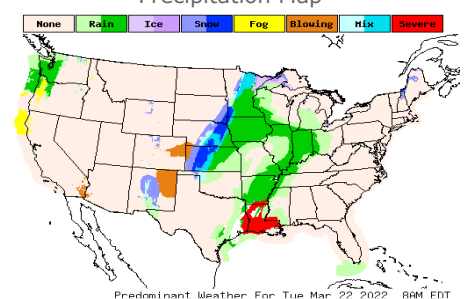 Precipitation Map
None Rain Ice Snow Fog Blowing Mix Severe
Predominant Weather For Tue Mar 22 2022 8AM EDT